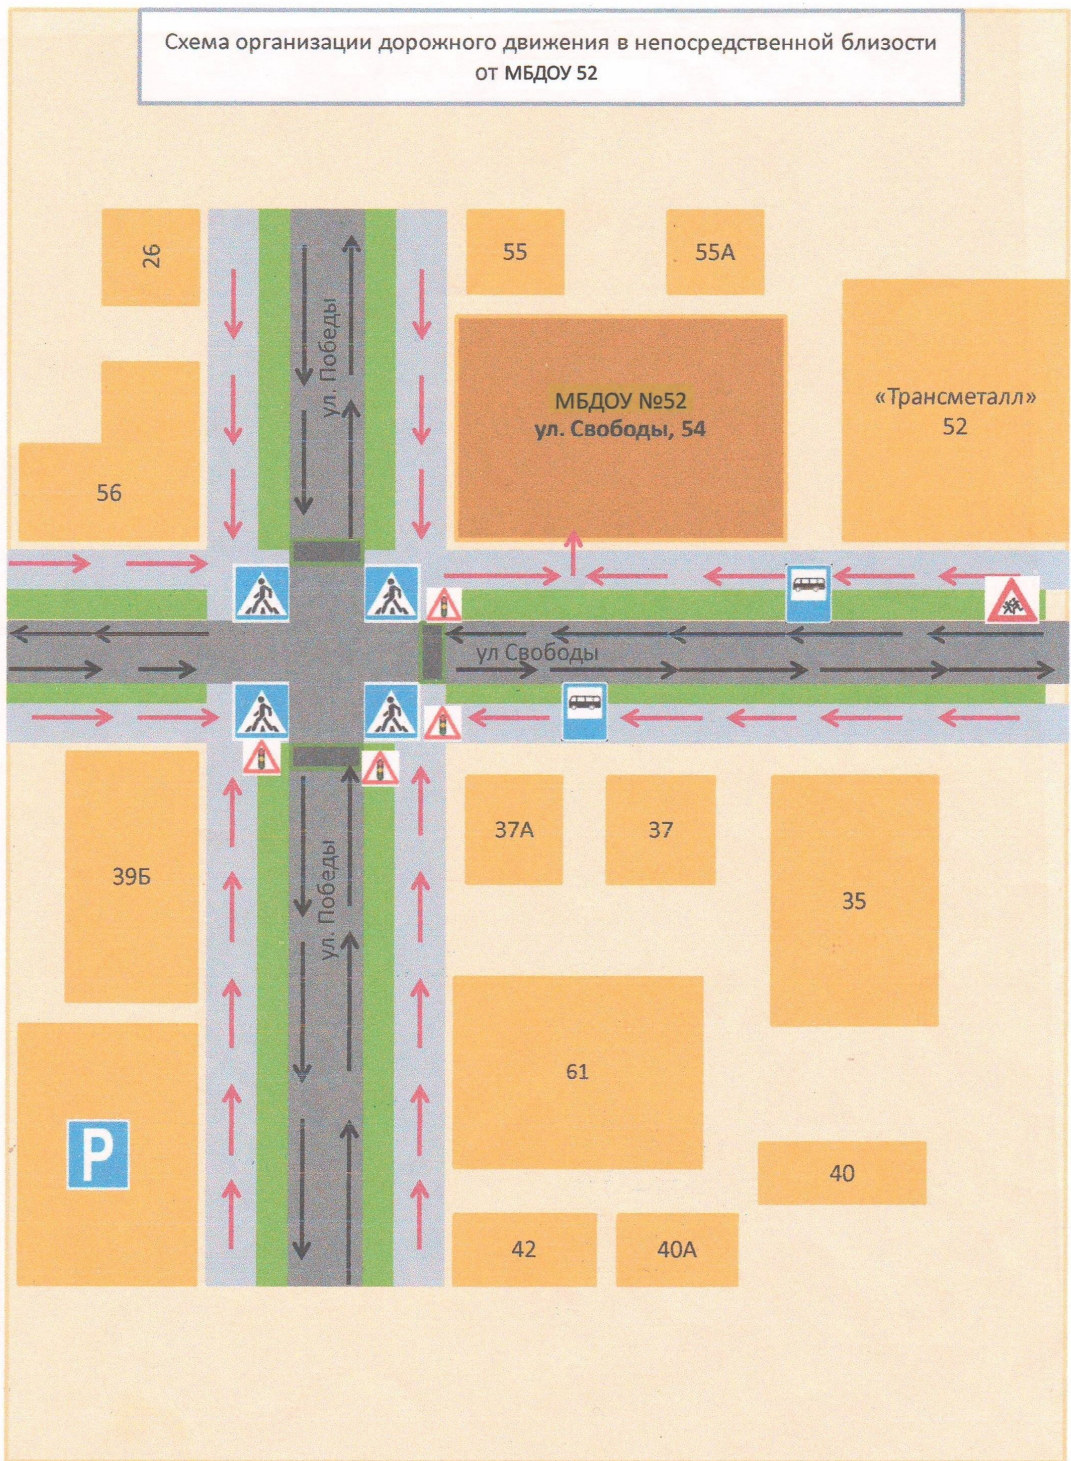 Схема организации дорожного движения в непосредственной близости
от МБДОУ 52
26
55
55А
ул. Победы
МБДОУ №52
ул. Свободы, 54
«Трансметалл»
52
56
ул Свободы
37А
37
39Б
ул. Победы
35
61
P
40
42
40А